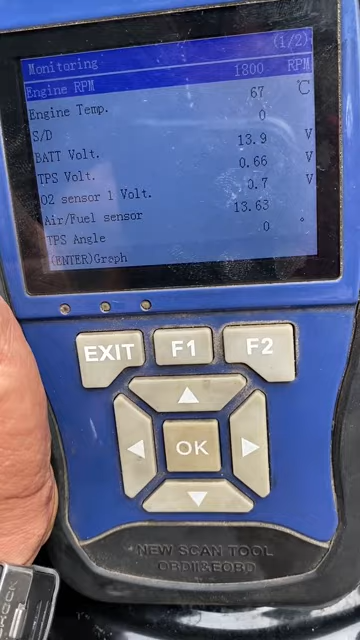 Monitoring (1/2)
Engine RPM 1800 RPM
Engine Temp. 67 ℃
S/D 0
BATT Volt. 13.9 V
TPS Volt. 0.66 V
O2 sensor 1 Volt. 0.7 V
Air/Fuel sensor 13.63
TPS Angle 0 °
(ENTER)Graph
EXIT F1 F2
OK
NEW SCAN TOOL
OBDII&EOBD